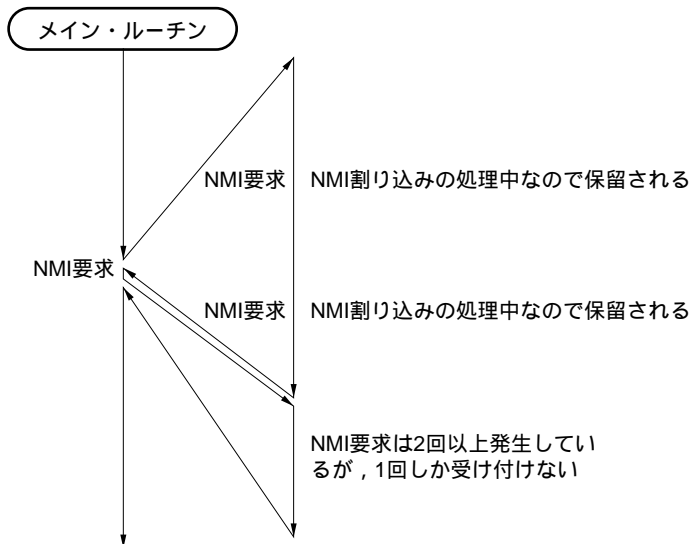 メイン・ルーチン
NMI要求 NMI割り込みの処理中なので保留される
NMI要求
NMI要求 NMI割り込みの処理中なので保留される
NMI要求は2回以上発生してい
るが，1回しか受け付けない